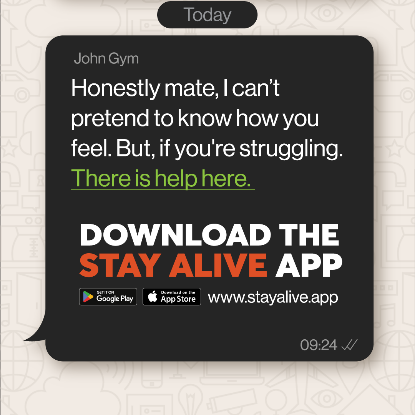 Today
John Gym
Honestly mate, I can't
pretend to know how you
feel. But, if you're struggling.
There is help here.
DOWNLOAD THE
STAY ALIVE APP
GET IT ON
Google Play
Download on the
App Store
www.stayalive.app
09:24